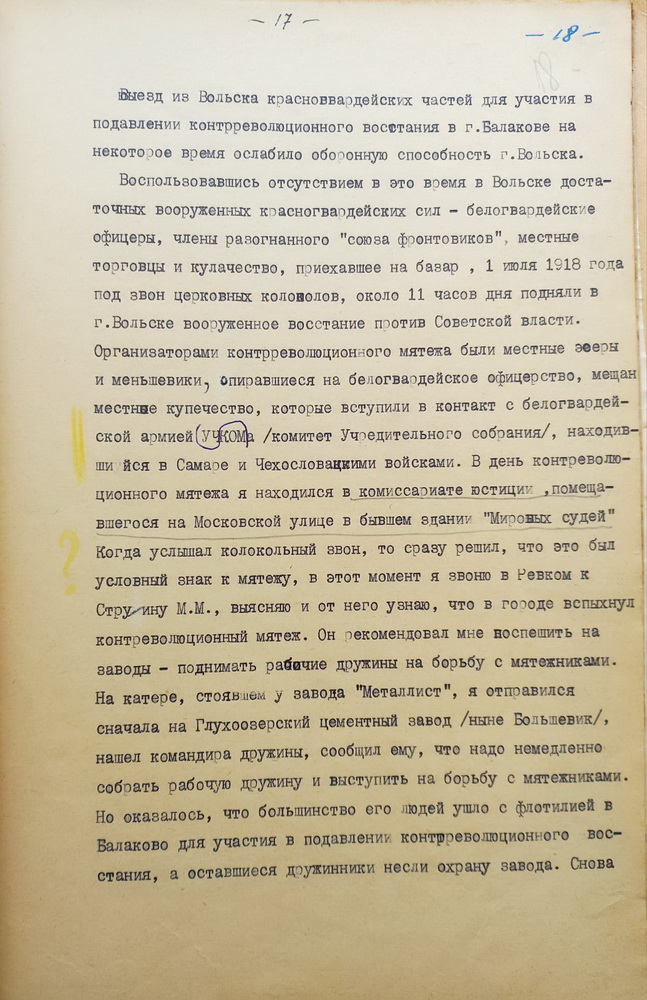 - 17 -
- 18 -
18 -
Выезд из Вольска красноввардейских частей для участия в
подавлении контрреволюционного восстания в г.Балакове на
некоторое время ослабило оборонную способность г.Вольска.
Воспользовавшись отсутствием в это время в Вольске доста-
точных вооруженных красногвардейских сил - белогвардейские
офицеры, члены разогнанного "союза фронтовиков", местные
торговцы и кулачество, приехавшее на базар , 1 июля 1918 года
под звон церковных колоколов, около 11 часов дня подняли в
г.Вольске вооруженное восстание против Советской власти.
Организаторами контрреволюционного мятежа были местные эсеры
и меньшевики, опиравшиеся на белогвардейское офицерство, мещан
местное купечество, которые вступили в контакт с белогвардей-
ской армией УЧКОМа /комитет Учредительного собрания/, находив-
ши йся в Самаре и Чехословацкими войсками. В день контреволю-
ционного мятежа я находился в комиссариате юстиции ,помеща-
вшегося на Московской улице в бывшем здании "Мировых судей"
? Когда услышал колокольный звон, то сразу решил, что это был
условный знак к мятежу, в этот момент я звоню в Ревком к
Струину М.М., выясняю и от него узнаю, что в городе вспыхнул
контреволюционный мятеж. Он рекомендовал мне поспешить на
заводы - поднимать рабочие дружины на борьбу с мятежниками.
На катере, стоявшем у завода "Металлист", я отправился
сначала на Глухоозерский цементный завод /ныне Большевик/,
нашел командира дружины, сообщил ему, что надо немедленно
собрать рабочую дружину и выступить на борьбу с мятежниками.
Но оказалось, что большинство его людей ушло с флотилией в
Балаково для участия в подавлении контрреволюционного вос-
стания, а оставшиеся дружинники несли охрану завода. Снова